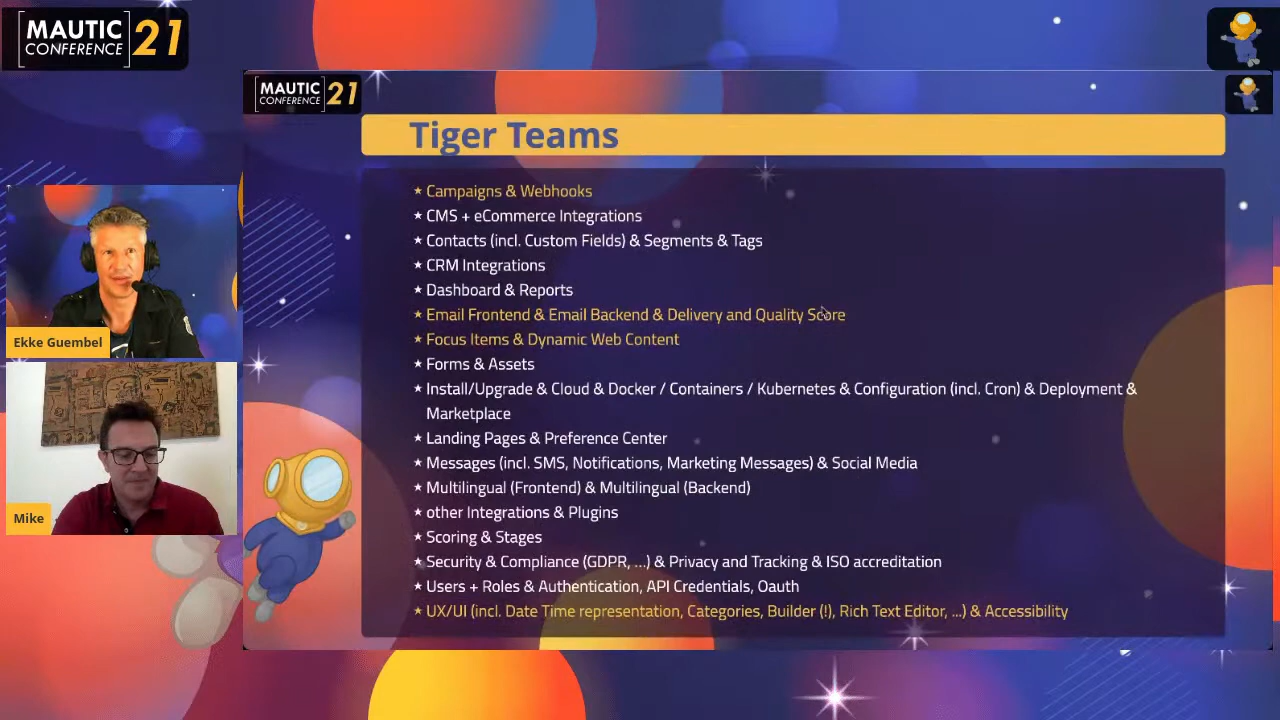 MAUTIC
CONFERENCE 21
MAUTIC
CONFERENCE 21
Tiger Teams
★ Campaigns & Webhooks
★ CMS + eCommerce Integrations
★ Contacts (incl. Custom Fields) & Segments & Tags
★ CRM Integrations
★ Dashboard & Reports
★ Email Frontend & Email Backend & Delivery and Quality Score
★ Focus Items & Dynamic Web Content
★ Forms & Assets
★ Install/Upgrade & Cloud & Docker / Containers / Kubernetes & Configuration (incl. Cron) & Deployment &
Marketplace
★ Landing Pages & Preference Center
★ Messages (incl. SMS, Notifications, Marketing Messages) & Social Media
★ Multilingual (Frontend) & Multilingual (Backend)
★ other Integrations & Plugins
★ Scoring & Stages
★ Security & Compliance (GDPR, ...) & Privacy and Tracking & ISO accreditation
★ Users + Roles & Authentication, API Credentials, Oauth
★ UX/UI (incl. Date Time representation, Categories, Builder (!), Rich Text Editor, ...) & Accessibility
Ekke Guembel
Mike